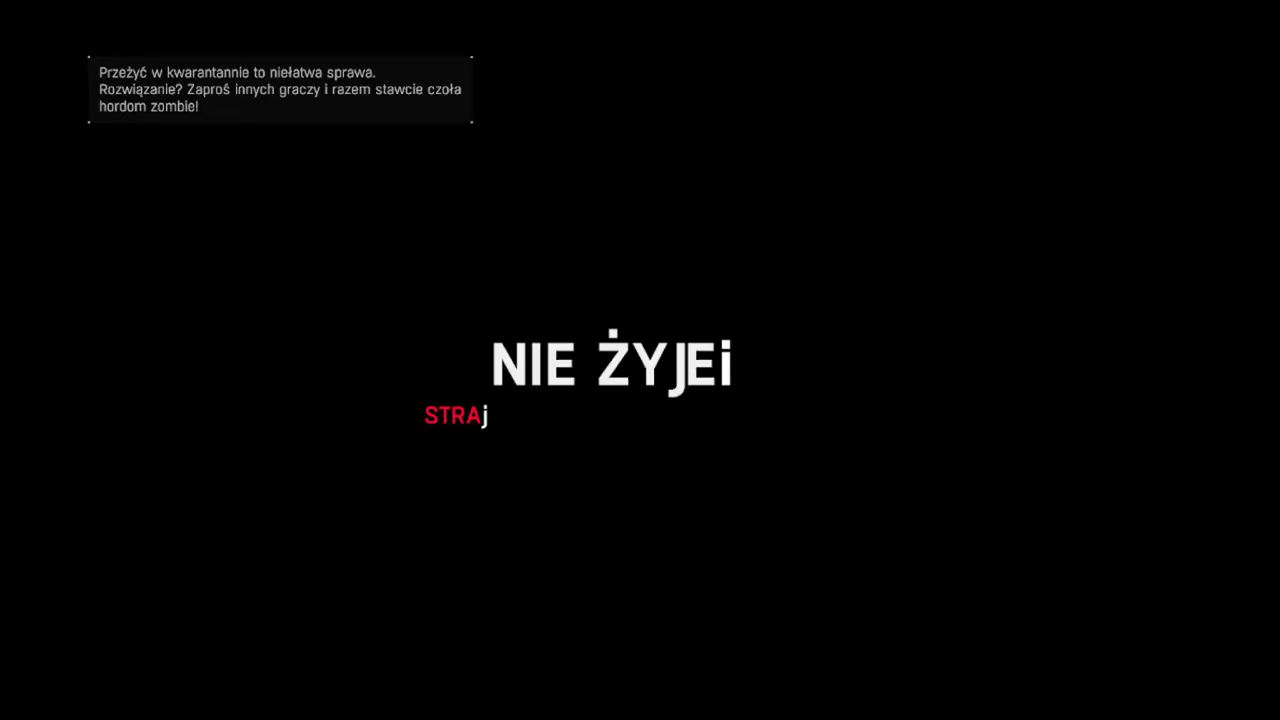 Przeżyć w kwarantannie to niełatwa sprawa.
Rozwiązanie? Zaproś innych graczy i razem stawcie czoła
hordom zombie!
NIE ŻYJEi
STRAj